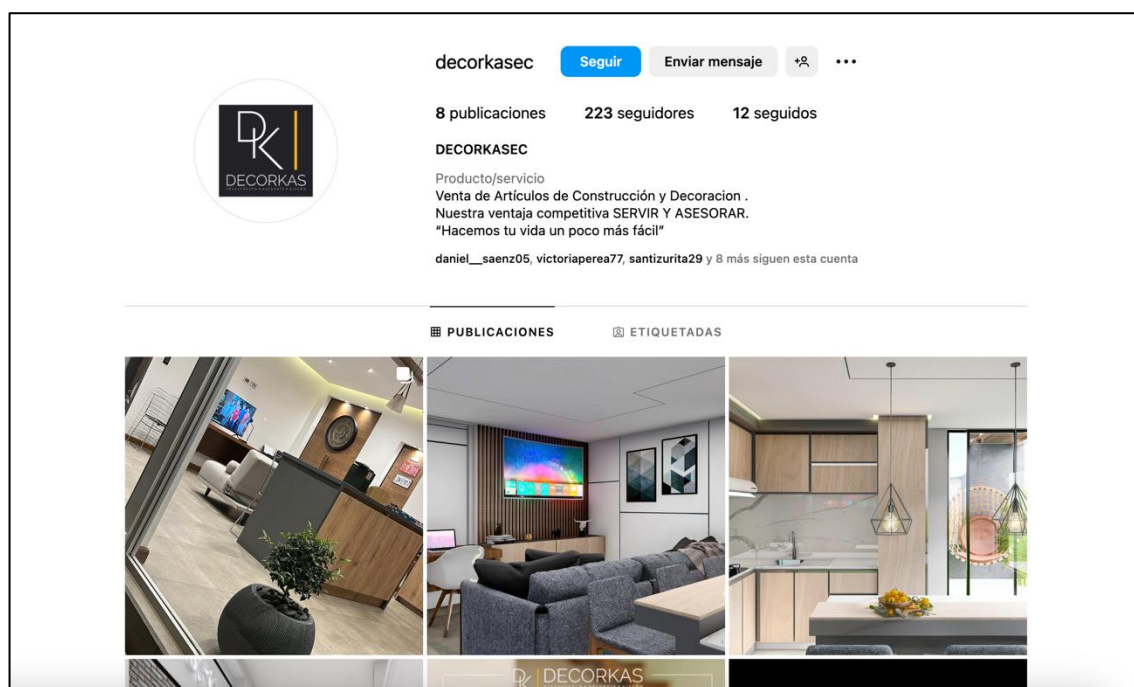 decorkasec Seguir Enviar mensaje
8 publicaciones 223 seguidores 12 seguidos
DK
DECORKAS
DECORKASEC
Producto/servicio
Venta de Artículos de Construcción y Decoracion .
Nuestra ventaja competitiva SERVIR Y ASESORAR.
“Hacemos tu vida un poco más fácil”
daniel__saenz05, victoriaperea77, santizurita29 y 8 más siguen esta cuenta
PUBLICACIONES ETIQUETADAS
DK DECORKAS